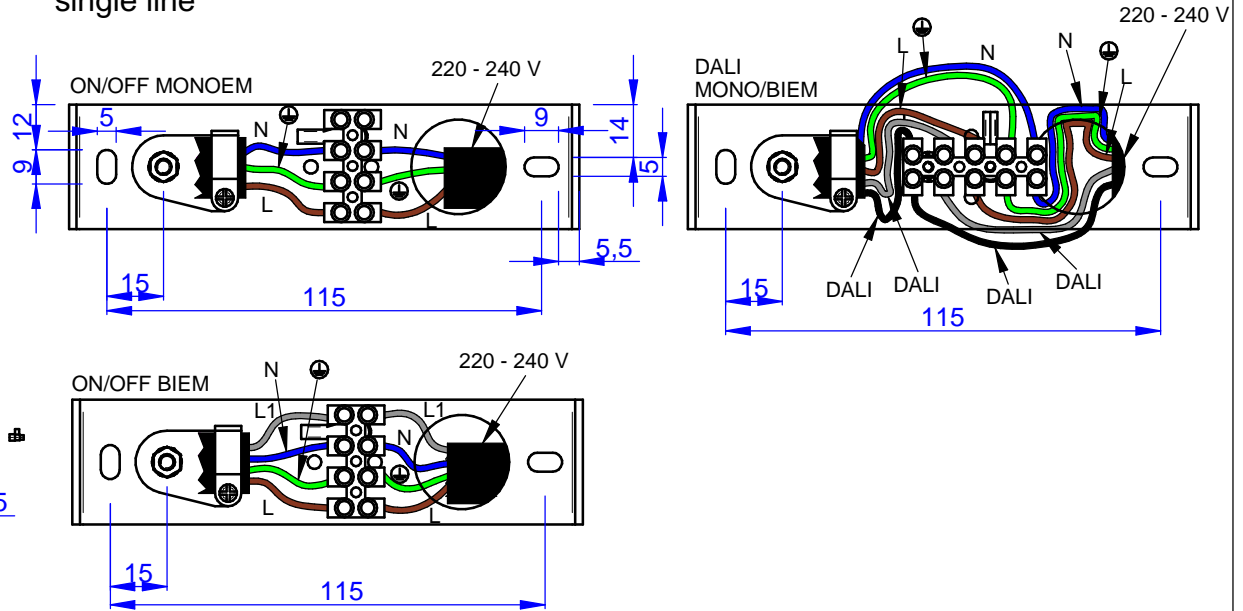 single line
ON/OFF MONOEM
220 - 240 V
12
9
5
N
L
N
L
9
14
5
5,5
15
115
DALI
MONO/BIEM
L
N
N
L
220 - 240 V
DALI
DALI
DALI
DALI
15
115
ON/OFF BIEM
N
220 - 240 V
L1
L1
N
L
L
15
115
5